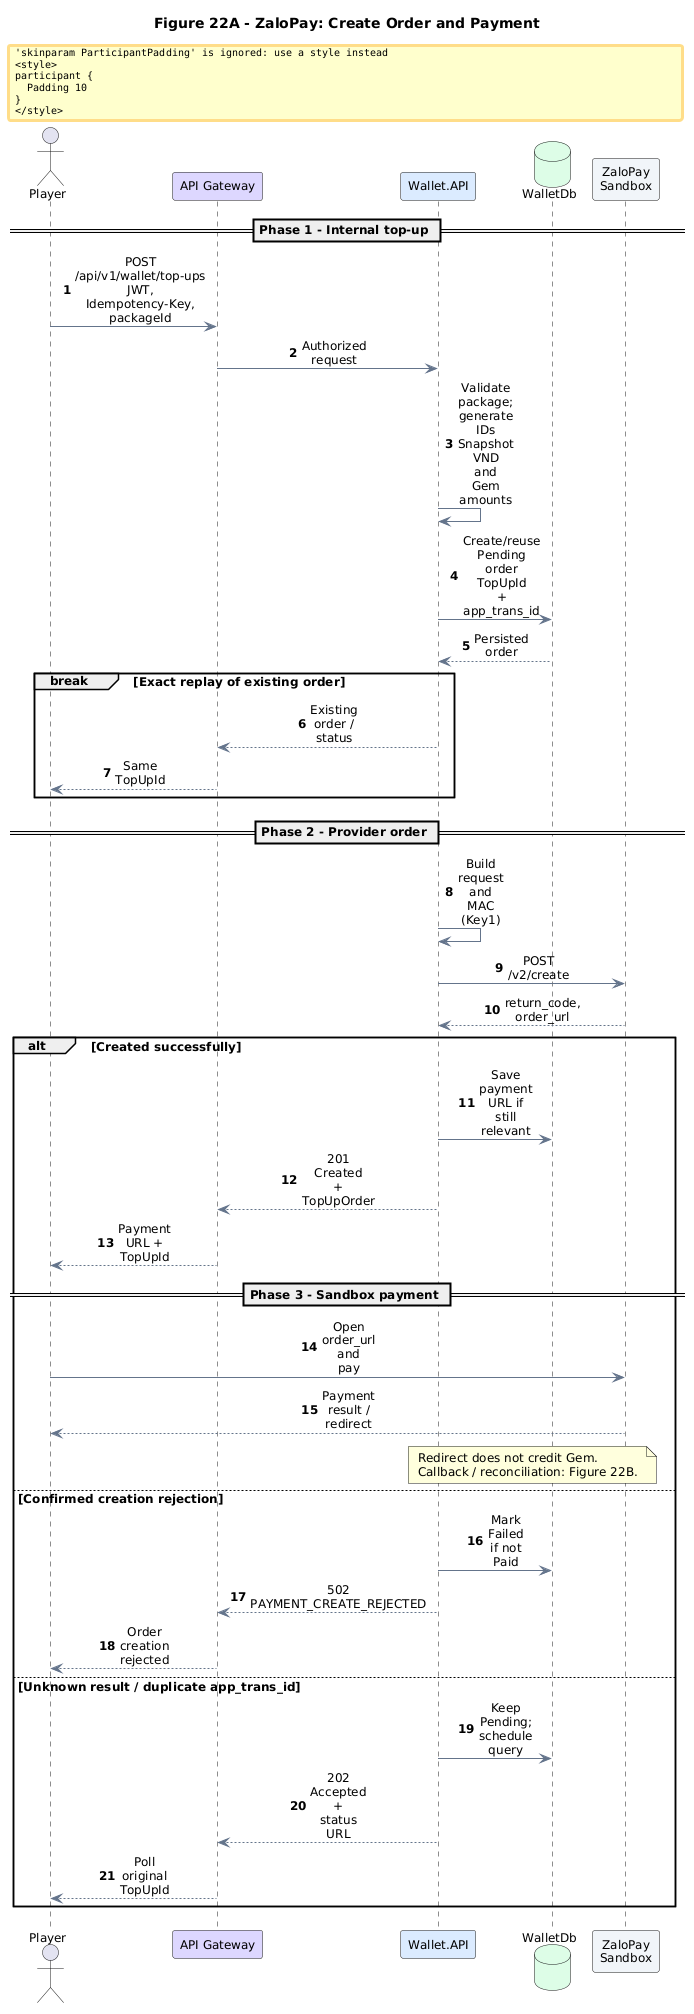 Figure 22A - ZaloPay: Create Order and Payment
'skinparam ParticipantPadding' is ignored: use a style instead
<style>
participant {
  Padding 10
}
</style>
Player
API Gateway
Wallet.API
WalletDb
ZaloPay
Sandbox
Phase 1 - Internal top-up
1
POST
/api/v1/wallet/top-ups
JWT,
Idempotency-Key,
packageId
2
Authorized
request
3
Validate
package;
generate
IDs
Snapshot
VND
and
Gem
amounts
4
Create/reuse
Pending
order
TopUpId
+
app_trans_id
5
Persisted
order
break
[Exact replay of existing order]
6
Existing
order /
status
7
Same
TopUpId
Phase 2 - Provider order
8
Build
request
and
MAC
(Key1)
9
POST
/v2/create
10
return_code,
order_url
alt
[Created successfully]
11
Save
payment
URL if
still
relevant
12
201
Created
+
TopUpOrder
13
Payment
URL +
TopUpId
Phase 3 - Sandbox payment
14
Open
order_url
and
pay
15
Payment
result /
redirect
Redirect does not credit Gem.
Callback / reconciliation: Figure 22B.
[Confirmed creation rejection]
16
Mark
Failed
if not
Paid
17
502
PAYMENT_CREATE_REJECTED
18
Order
creation
rejected
[Unknown result / duplicate app_trans_id]
19
Keep
Pending;
schedule
query
20
202
Accepted
+
status
URL
21
Poll
original
TopUpId
Player
API Gateway
Wallet.API
WalletDb
ZaloPay
Sandbox